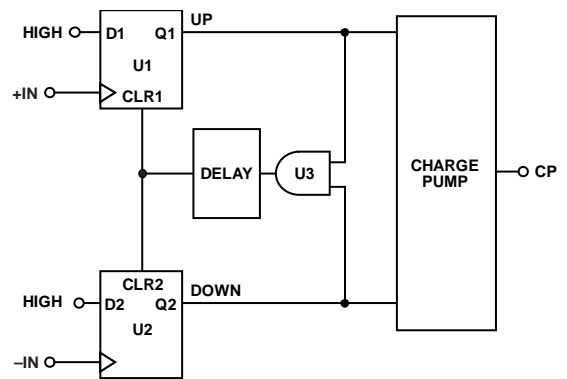 UP
HIGH
D1
Q1
U1
+IN
CLR1
DELAY
U3
CHARGE
PUMP
CP
CLR2
DOWN
HIGH
D2
Q2
U2
–IN